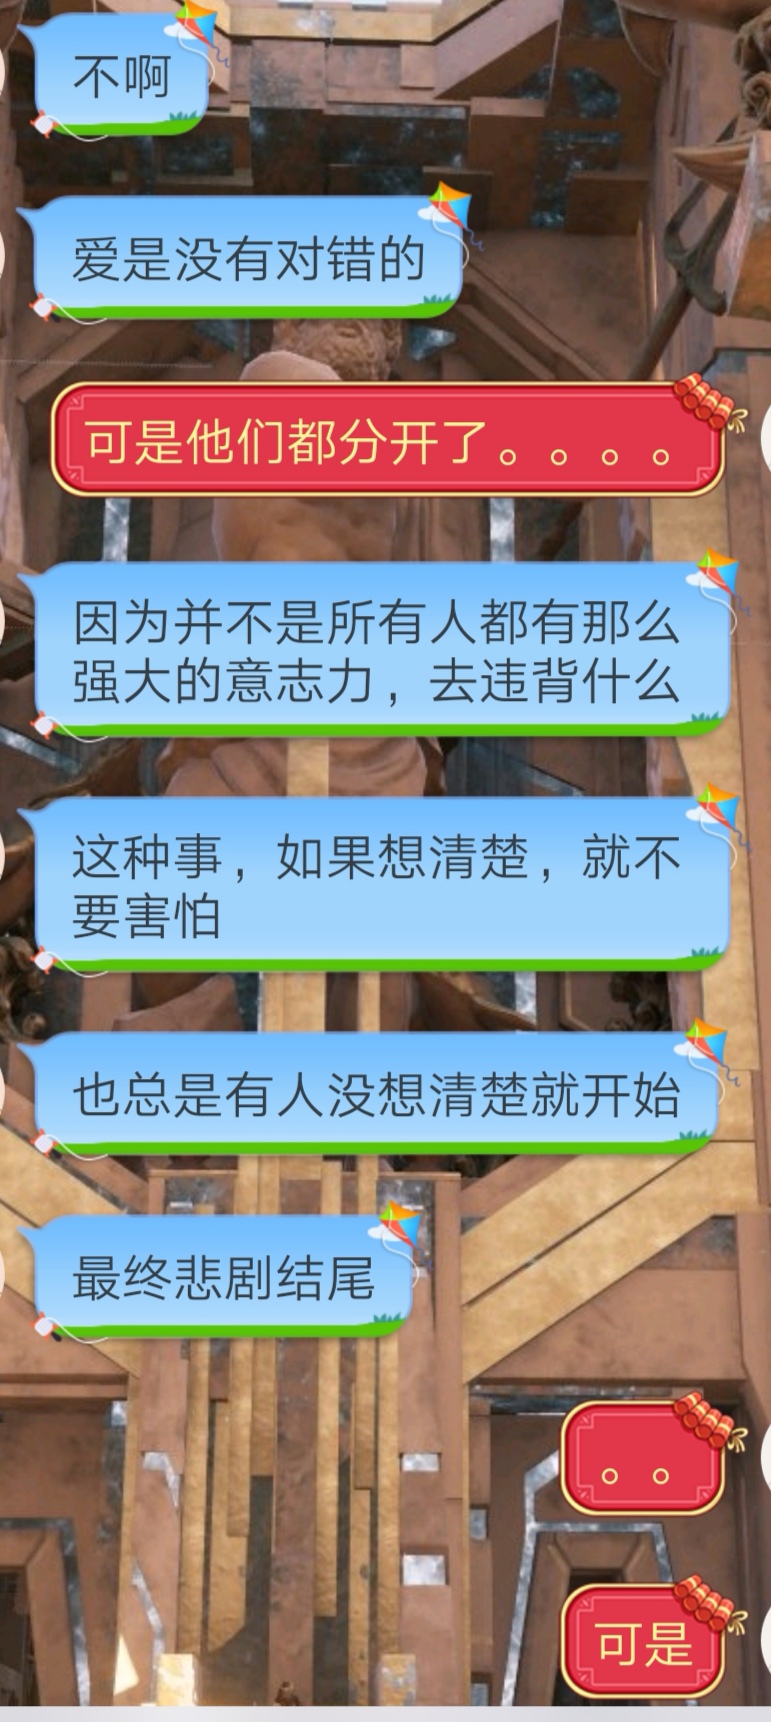 不啊
爱是没有对错的
可是他们都分开了。。。。
因为并不是所有人都有那么
强大的意志力，去违背什么
这种事，如果想清楚，就不
要害怕
也总是有人没想清楚就开始
最终悲剧结尾
。。
可是